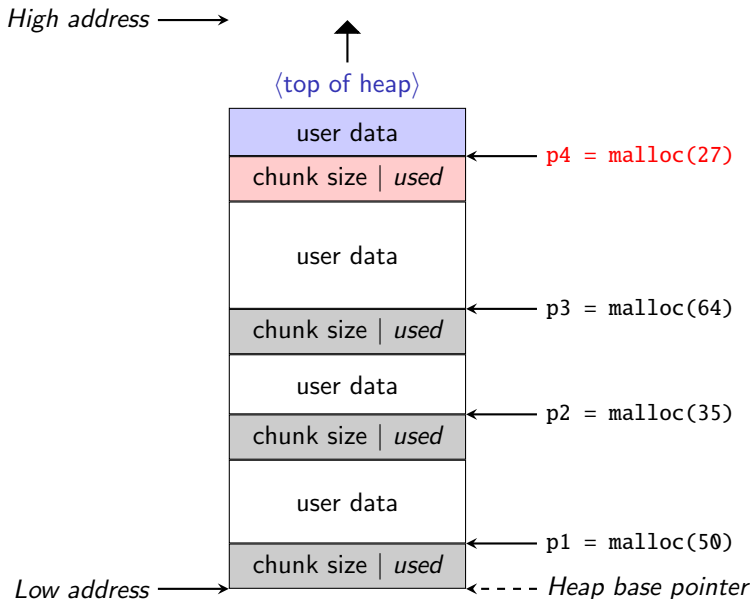 High address
⟨top of heap⟩
user data
p4 = malloc(27)
chunk size | used
user data
p3 = malloc(64)
chunk size | used
user data
p2 = malloc(35)
chunk size | used
user data
p1 = malloc(50)
chunk size | used
Low address
Heap base pointer